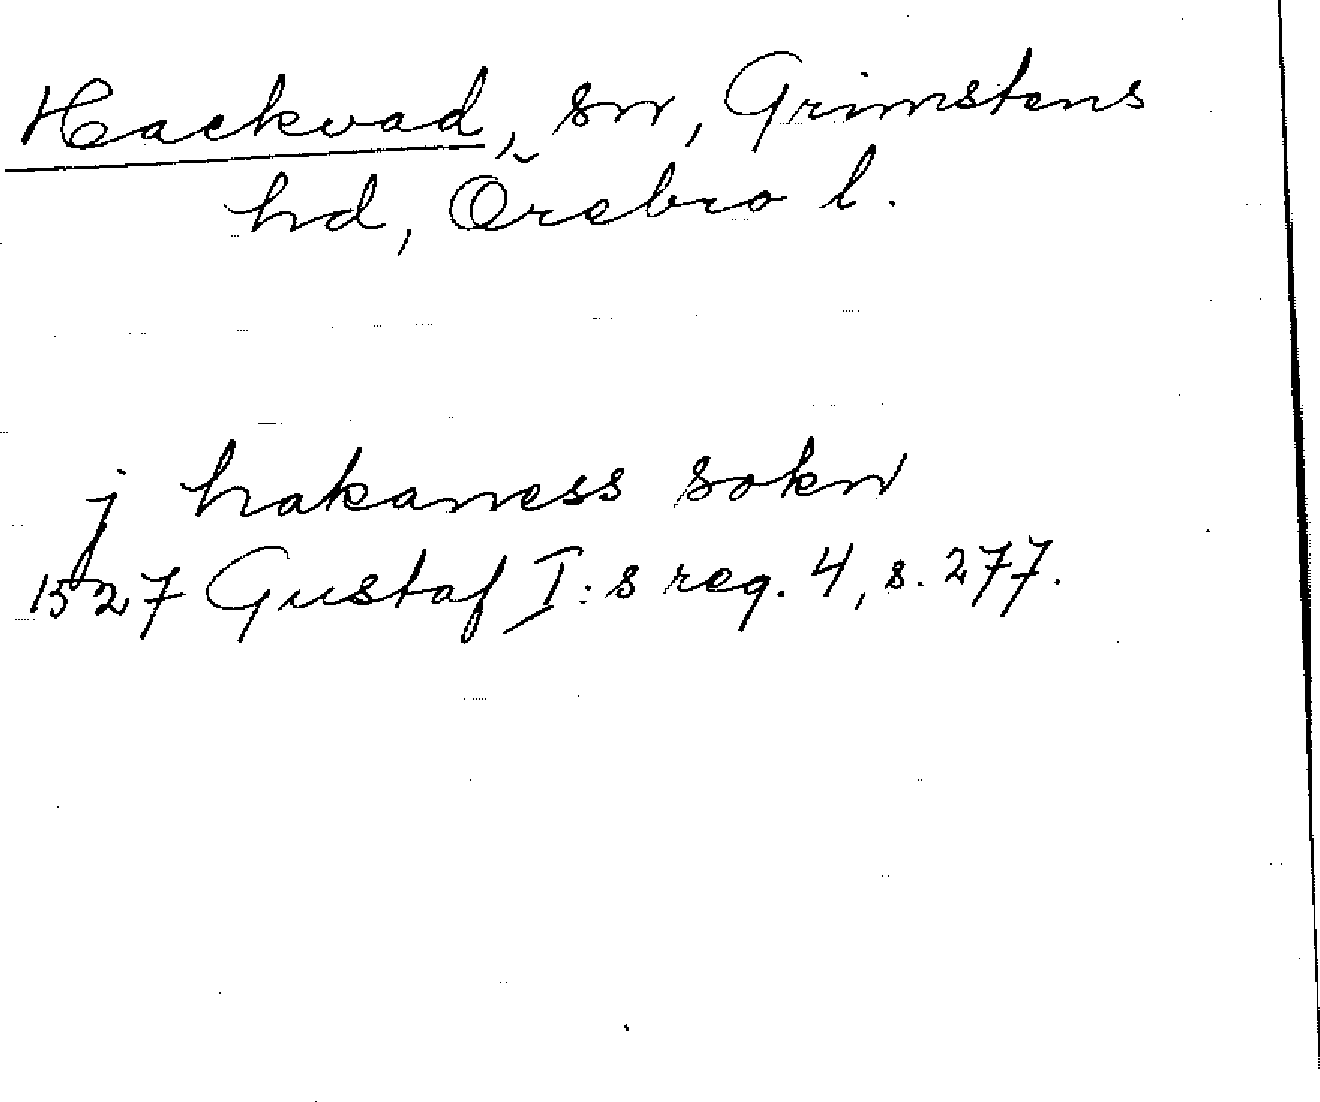 Hackvad, sn, Grimstens
hd, Örebro l.
j hakaness sokn
1527 Gustaf I:s reg. 4, s. 277.